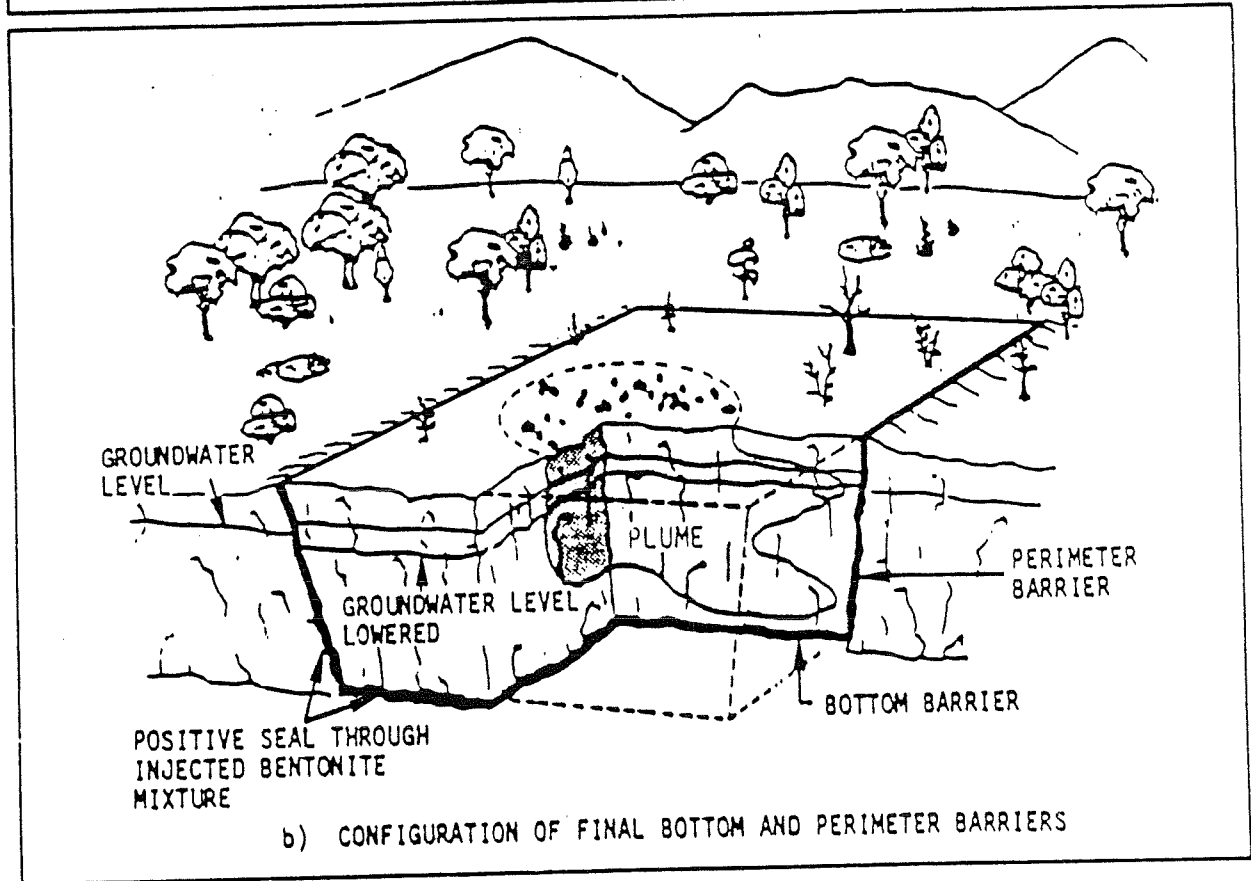 GROUNDWATER
LEVEL
PLUME
PERIMETER
BARRIER
GROUNDWATER LEVEL
LOWERED
BOTTOM BARRIER
POSITIVE SEAL THROUGH
INJECTED BENTONITE
MIXTURE
b) CONFIGURATION OF FINAL BOTTOM AND PERIMETER BARRIERS